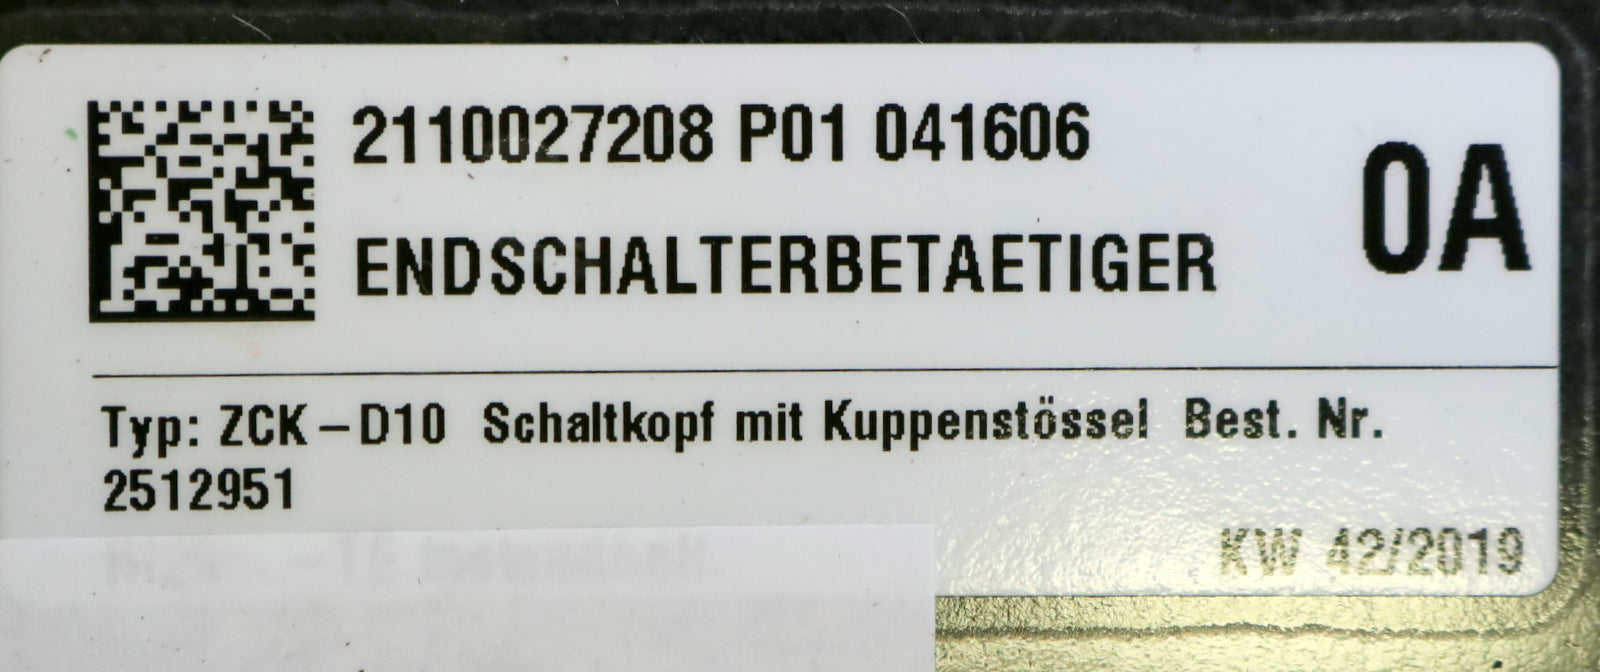 2110027208 P01 041606
0A
ENDSCHALTERBETAETIGER
Typ: ZCK-D10 Schaltkopf mit Kuppenstössel Best. Nr.
2512951
KW 42/2019